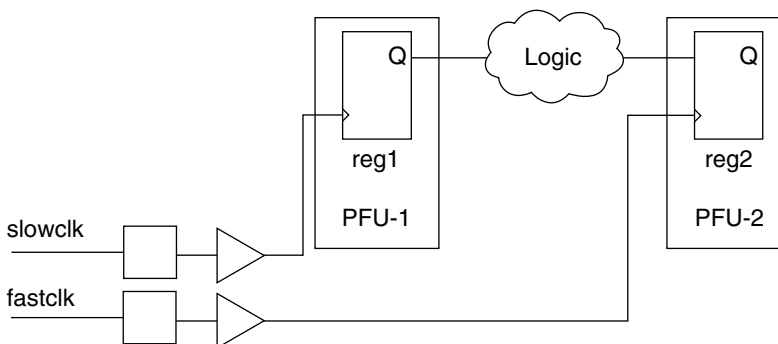 Q
Logic
Q
reg1
reg2
PFU-1
PFU-2
slowclk
fastclk